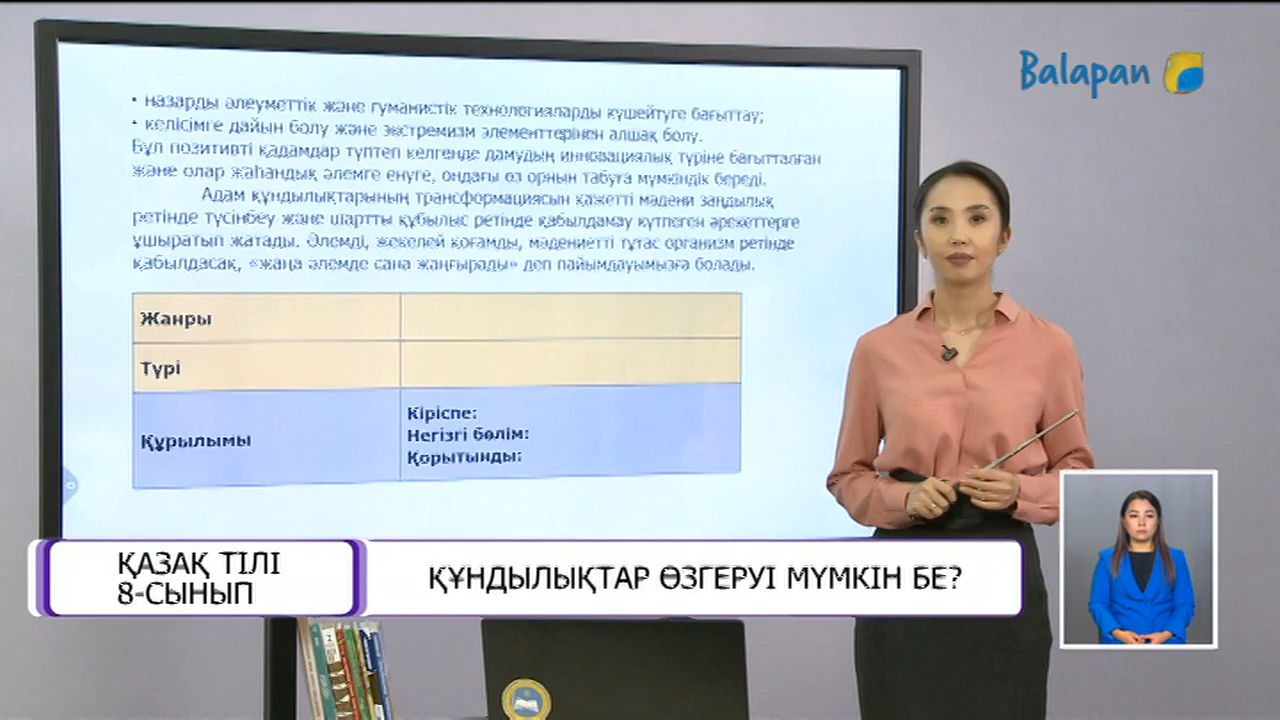 Balapan
• назарды әлеуметтік және гуманистік технологияларды күшейтуге бағыттау;
• келісімге дайын болу және экстремизм элементтерінен алшақ болу.
Бұл позитивті қадамдар түптеп келгенде дамудың инновациялық түріне бағытталған
және олар жаһандық әлемге енуге, ондағы өз орнын табуға мүмкіндік береді.
Адам құндылықтарының трансформациясын қажетті мәдени заңдылық
ретінде түсінбеу және шартты құбылыс ретінде қабылдамау күтпеген әрекеттерге
ұшыратып жатады. Әлемді, жекелей қоғамды, мәдениетті тұтас организм ретінде
қабылдасақ, «жаңа әлемде сана жаңғырады» деп пайымдауымызға болады.
Жанры
Түрі
Құрылымы
Кіріспе:
Негізгі бөлім:
Қорытынды:
ҚАЗАҚ ТІЛІ
8-СЫНЫП
ҚҰНДЫЛЫҚТАР ӨЗГЕРУІ МҮМКІН БЕ?